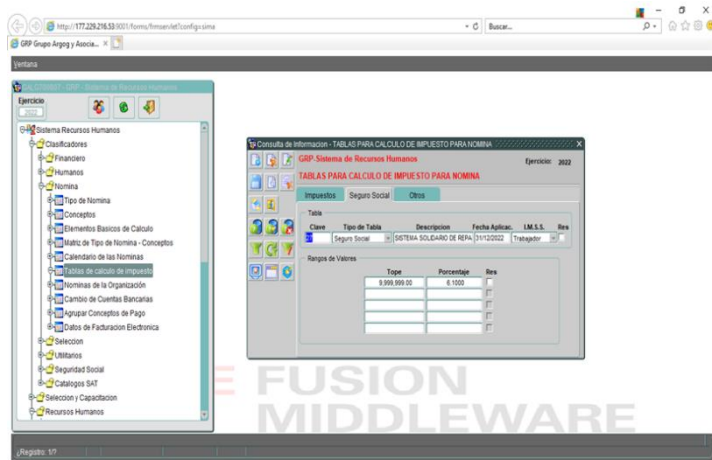 http://177.229.216.53:9001/forms/frmservlet?config=sima
Buscar...
GRP Grupo Argog y Asocia...
Ventana
GRP - Sistema de Recursos Humanos
Ejercicio
2022
Sistema Recursos Humanos
Clasificadores
Financiero
Humanos
Nomina
Tipo de Nomina
Conceptos
Elementos Basicos de Calculo
Matriz de Tipo de Nomina - Conceptos
Calendario de las Nominas
Tablas de calculo de impuesto
Nominas de la Organización
Cambio de Cuentas Bancarias
Agrupar Conceptos de Pago
Datos de Facturacion Electronica
Seleccion
Utilitarios
Seguridad Social
Catalogos SAT
Seleccion y Capacitacion
Recursos Humanos
Consulta de Informacion - TABLAS PARA CALCULO DE IMPUESTO PARA NOMINA
GRP-Sistema de Recursos Humanos
Ejercicio: 2022
TABLAS PARA CALCULO DE IMPUESTO PARA NOMINA
Impuestos Seguro Social Otros
Tabla
Clave Tipo de Tabla Descripcion Fecha Aplicac. I.M.S.S. Res
Seguro Social SISTEMA SOLIDARIO DE REPA 31/12/2022 Trabajador
Rangos de Valores
Tope Porcentaje Res
9,999,999.00 6.1000
FUSION
MIDDLEWARE
¿Registro: 1/?